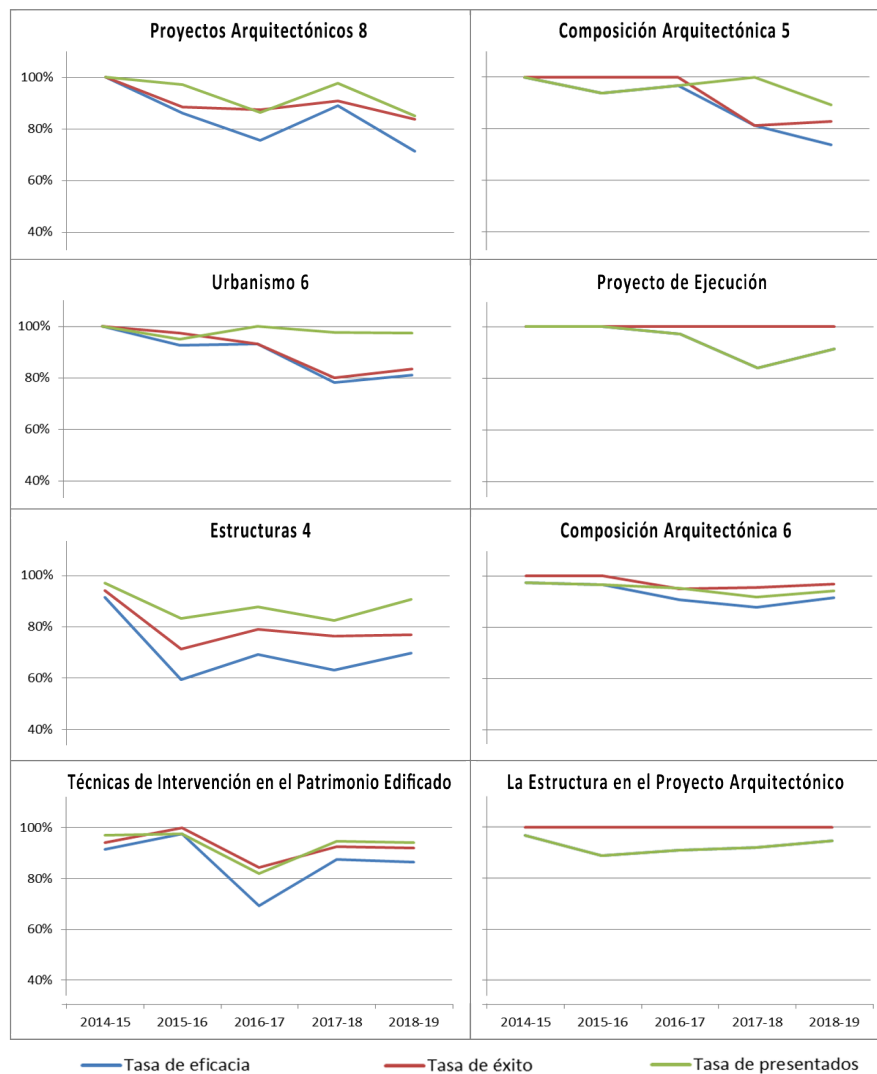 Proyectos Arquitectónicos 8
Composición Arquitectónica 5
100%
80%
60%
40%
Urbanismo 6
Proyecto de Ejecución
100%
80%
60%
40%
Estructuras 4
Composición Arquitectónica 6
100%
80%
60%
40%
Técnicas de Intervención en el Patrimonio Edificado
La Estructura en el Proyecto Arquitectónico
100%
80%
60%
40%
2014-15 2015-16 2016-17 2017-18 2018-19
2014-15 2015-16 2016-17 2017-18 2018-19
Tasa de eficacia Tasa de éxito Tasa de presentados